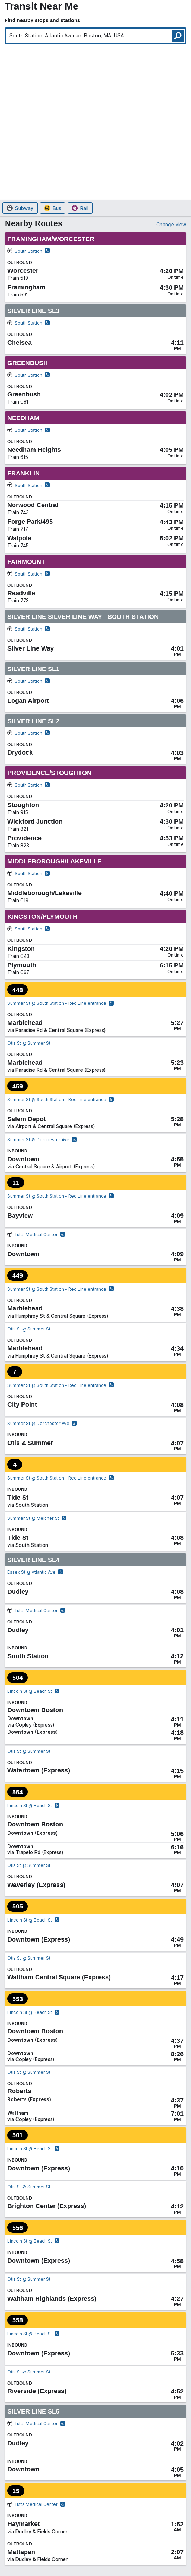 Transit Near Me
Find nearby stops and stations
South Station, Atlantic Avenue, Boston, MA, USA
Subway
Bus
Rail
Nearby Routes
Change view
FRAMINGHAM/WORCESTER
South Station
OUTBOUND
Worcester 4:20 PM
Train 519 On time
Framingham 4:30 PM
Train 591 On time
SILVER LINE SL3
South Station
OUTBOUND
Chelsea 4:11
PM
GREENBUSH
South Station
OUTBOUND
Greenbush 4:02 PM
Train 081 On time
NEEDHAM
South Station
OUTBOUND
Needham Heights 4:05 PM
Train 615 On time
FRANKLIN
South Station
OUTBOUND
Norwood Central 4:15 PM
Train 743 On time
Forge Park/495 4:43 PM
Train 717 On time
Walpole 5:02 PM
Train 745 On time
FAIRMOUNT
South Station
OUTBOUND
Readville 4:15 PM
Train 773 On time
SILVER LINE SILVER LINE WAY - SOUTH STATION
South Station
OUTBOUND
Silver Line Way 4:01
PM
SILVER LINE SL1
South Station
OUTBOUND
Logan Airport 4:06
PM
SILVER LINE SL2
South Station
OUTBOUND
Drydock 4:03
PM
PROVIDENCE/STOUGHTON
South Station
OUTBOUND
Stoughton 4:20 PM
Train 915 On time
Wickford Junction 4:30 PM
Train 821 On time
Providence 4:53 PM
Train 823 On time
MIDDLEBOROUGH/LAKEVILLE
South Station
OUTBOUND
Middleborough/Lakeville 4:40 PM
Train 019 On time
KINGSTON/PLYMOUTH
South Station
OUTBOUND
Kingston 4:20 PM
Train 043 On time
Plymouth 6:15 PM
Train 067 On time
448
Summer St @ South Station - Red Line entrance
OUTBOUND
Marblehead 5:27
via Paradise Rd & Central Square (Express) PM
Otis St @ Summer St
OUTBOUND
Marblehead 5:23
via Paradise Rd & Central Square (Express) PM
459
Summer St @ South Station - Red Line entrance
OUTBOUND
Salem Depot 5:28
via Airport & Central Square (Express) PM
Summer St @ Dorchester Ave
INBOUND
Downtown 4:55
via Central Square & Airport (Express) PM
11
Summer St @ South Station - Red Line entrance
OUTBOUND
Bayview 4:09
PM
Tufts Medical Center
INBOUND
Downtown 4:09
PM
449
Summer St @ South Station - Red Line entrance
OUTBOUND
Marblehead 4:38
via Humphrey St & Central Square (Express) PM
Otis St @ Summer St
OUTBOUND
Marblehead 4:34
via Humphrey St & Central Square (Express) PM
7
Summer St @ South Station - Red Line entrance
OUTBOUND
City Point 4:08
PM
Summer St @ Dorchester Ave
INBOUND
Otis & Summer 4:07
PM
4
Summer St @ South Station - Red Line entrance
INBOUND
Tide St 4:07
via South Station PM
Summer St @ Melcher St
INBOUND
Tide St 4:08
via South Station PM
SILVER LINE SL4
Essex St @ Atlantic Ave
OUTBOUND
Dudley 4:08
PM
Tufts Medical Center
OUTBOUND
Dudley 4:01
PM
INBOUND
South Station 4:12
PM
504
Lincoln St @ Beach St
INBOUND
Downtown Boston
Downtown 4:11
via Copley (Express) PM
Downtown (Express) 4:18
PM
Otis St @ Summer St
OUTBOUND
Watertown (Express) 4:15
PM
554
Lincoln St @ Beach St
INBOUND
Downtown Boston
Downtown (Express) 5:06
PM
Downtown 6:16
via Trapelo Rd (Express) PM
Otis St @ Summer St
OUTBOUND
Waverley (Express) 4:07
PM
505
Lincoln St @ Beach St
INBOUND
Downtown (Express) 4:49
PM
Otis St @ Summer St
OUTBOUND
Waltham Central Square (Express) 4:17
PM
553
Lincoln St @ Beach St
INBOUND
Downtown Boston
Downtown (Express) 4:37
PM
Downtown 8:26
via Copley (Express) PM
Otis St @ Summer St
OUTBOUND
Roberts
Roberts (Express) 4:37
PM
Waltham 7:01
via Copley (Express) PM
501
Lincoln St @ Beach St
INBOUND
Downtown (Express) 4:10
PM
Otis St @ Summer St
OUTBOUND
Brighton Center (Express) 4:12
PM
556
Lincoln St @ Beach St
INBOUND
Downtown (Express) 4:58
PM
Otis St @ Summer St
OUTBOUND
Waltham Highlands (Express) 4:27
PM
558
Lincoln St @ Beach St
INBOUND
Downtown (Express) 5:33
PM
Otis St @ Summer St
OUTBOUND
Riverside (Express) 4:52
PM
SILVER LINE SL5
Tufts Medical Center
OUTBOUND
Dudley 4:02
PM
INBOUND
Downtown 4:05
PM
15
Tufts Medical Center
INBOUND
Haymarket 1:52
via Dudley & Fields Corner AM
OUTBOUND
Mattapan 2:07
via Dudley & Fields Corner AM